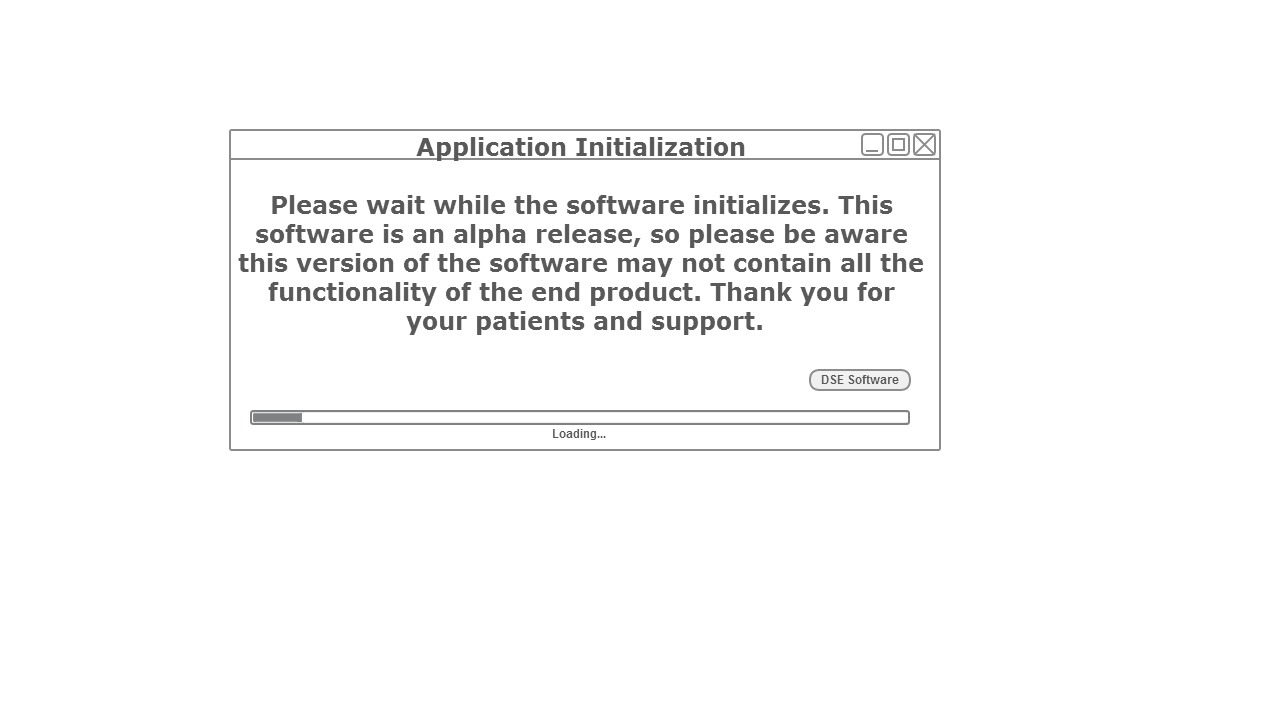 Application Initialization
Please wait while the software initializes. This
software is an alpha release, so please be aware
this version of the software may not contain all the
functionality of the end product. Thank you for
your patients and support.
DSE Software
Loading...